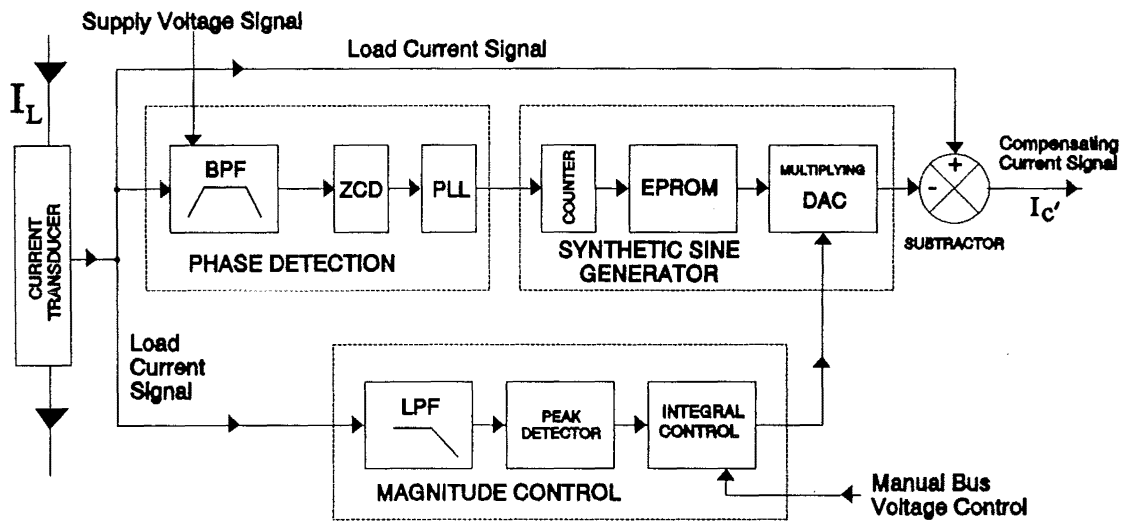 Supply Voltage Signal
Load Current Signal
I_L
BPF
ZCD
PLL
PHASE DETECTION
COUNTER
EPROM
MULTIPLYING
DAC
SYNTHETIC SINE
GENERATOR
+
-
SUBTRACTOR
Compensating
Current Signal
I_C'
CURRENT
TRANSDUCER
Load
Current
Signal
LPF
PEAK
DETECTOR
INTEGRAL
CONTROL
MAGNITUDE CONTROL
Manual Bus
Voltage Control